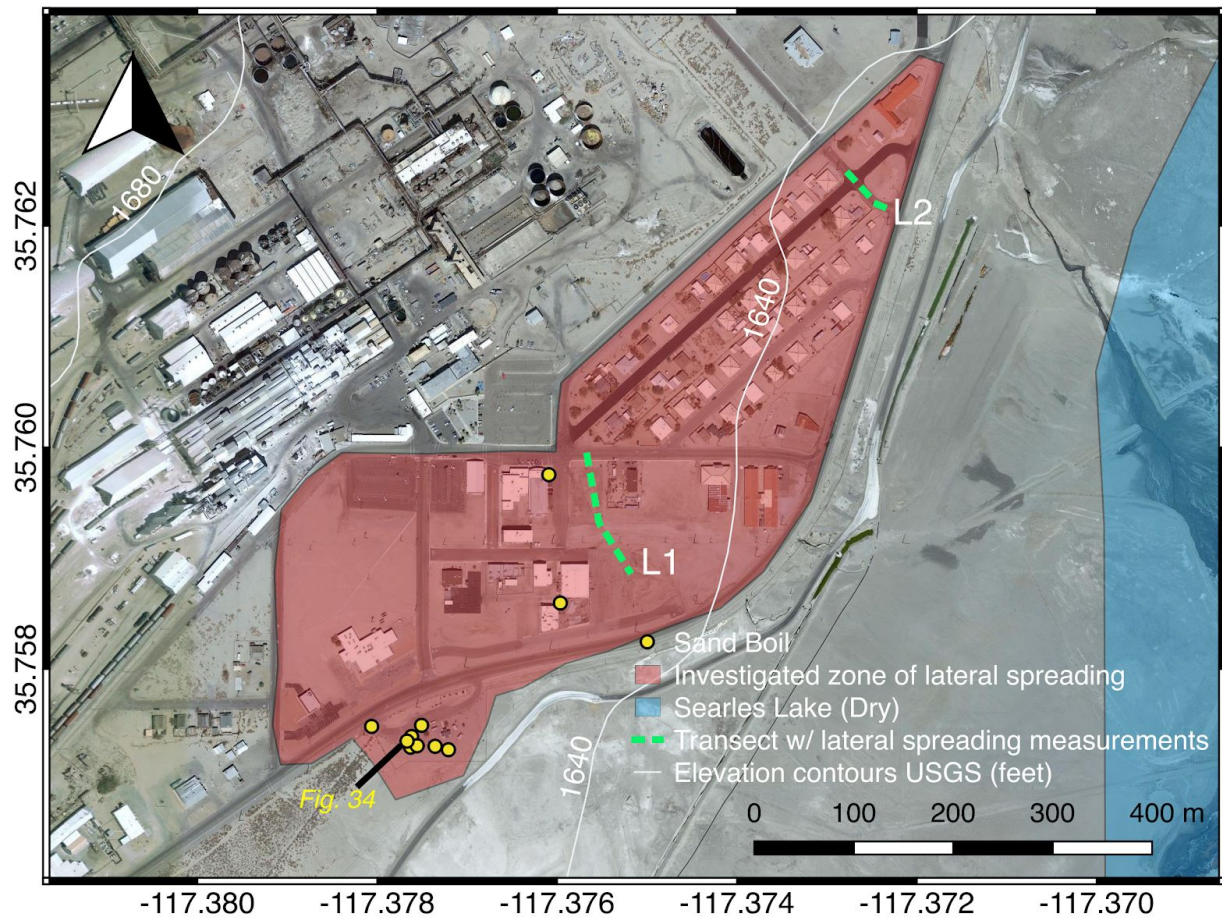 1680
35.762
L2
1640
35.760
L1
35.758
Sand Boil
Investigated zone of lateral spreading
Searles Lake (Dry)
Transect w/ lateral spreading measurements
Elevation contours USGS (feet)
1640
Fig. 34
0 100 200 300 400 m
-117.380 -117.378 -117.376 -117.374 -117.372 -117.370